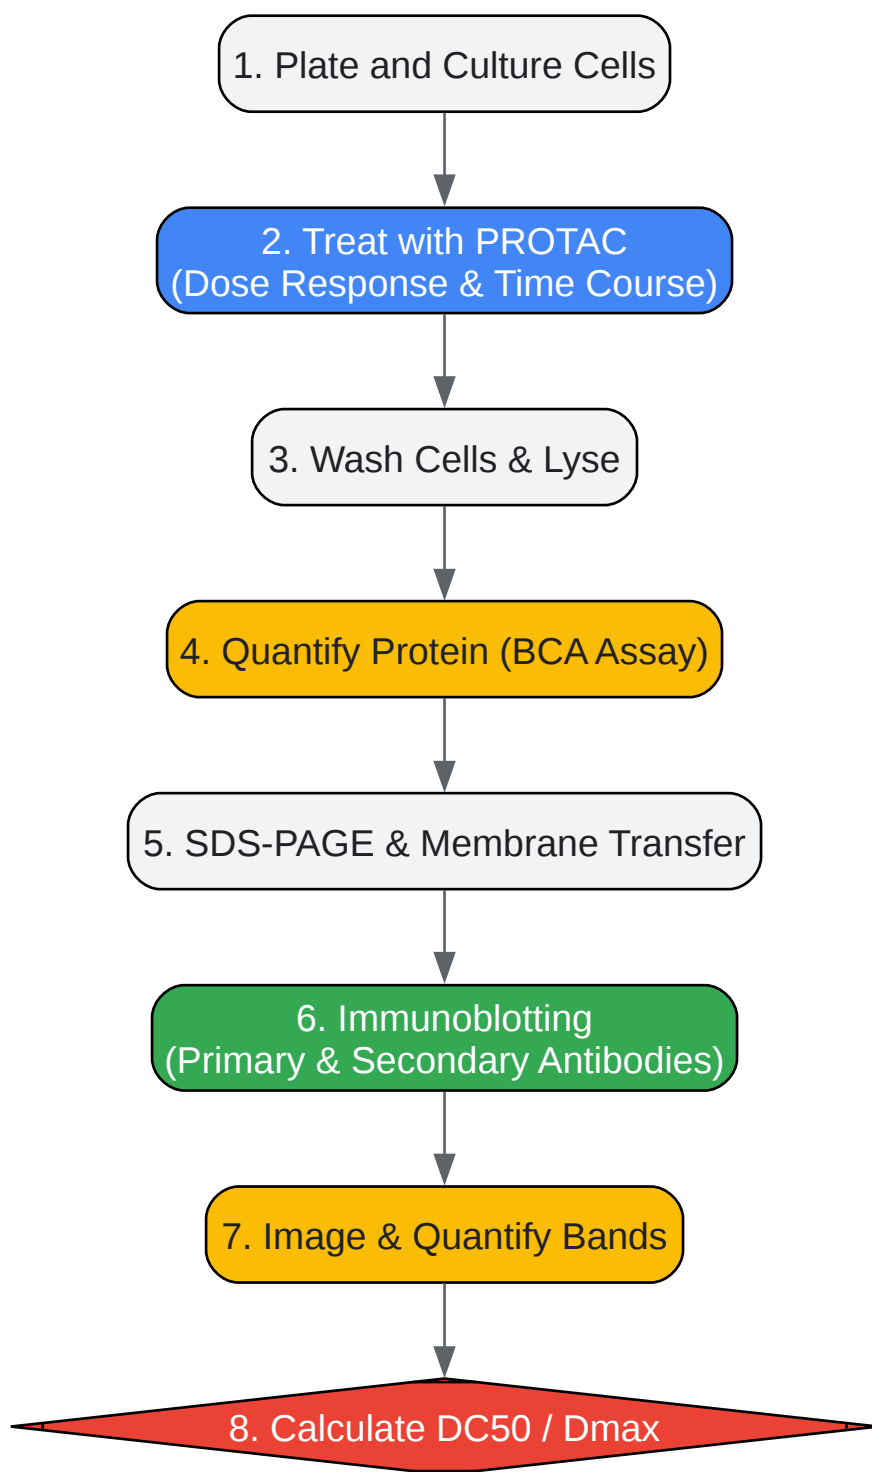 1. Plate and Culture Cells
2. Treat with PROTAC
(Dose Response & Time Course)
3. Wash Cells & Lyse
4. Quantify Protein (BCA Assay)
5. SDS-PAGE & Membrane Transfer
6. Immunoblotting
(Primary & Secondary Antibodies)
7. Image & Quantify Bands
8. Calculate DC50 / Dmax